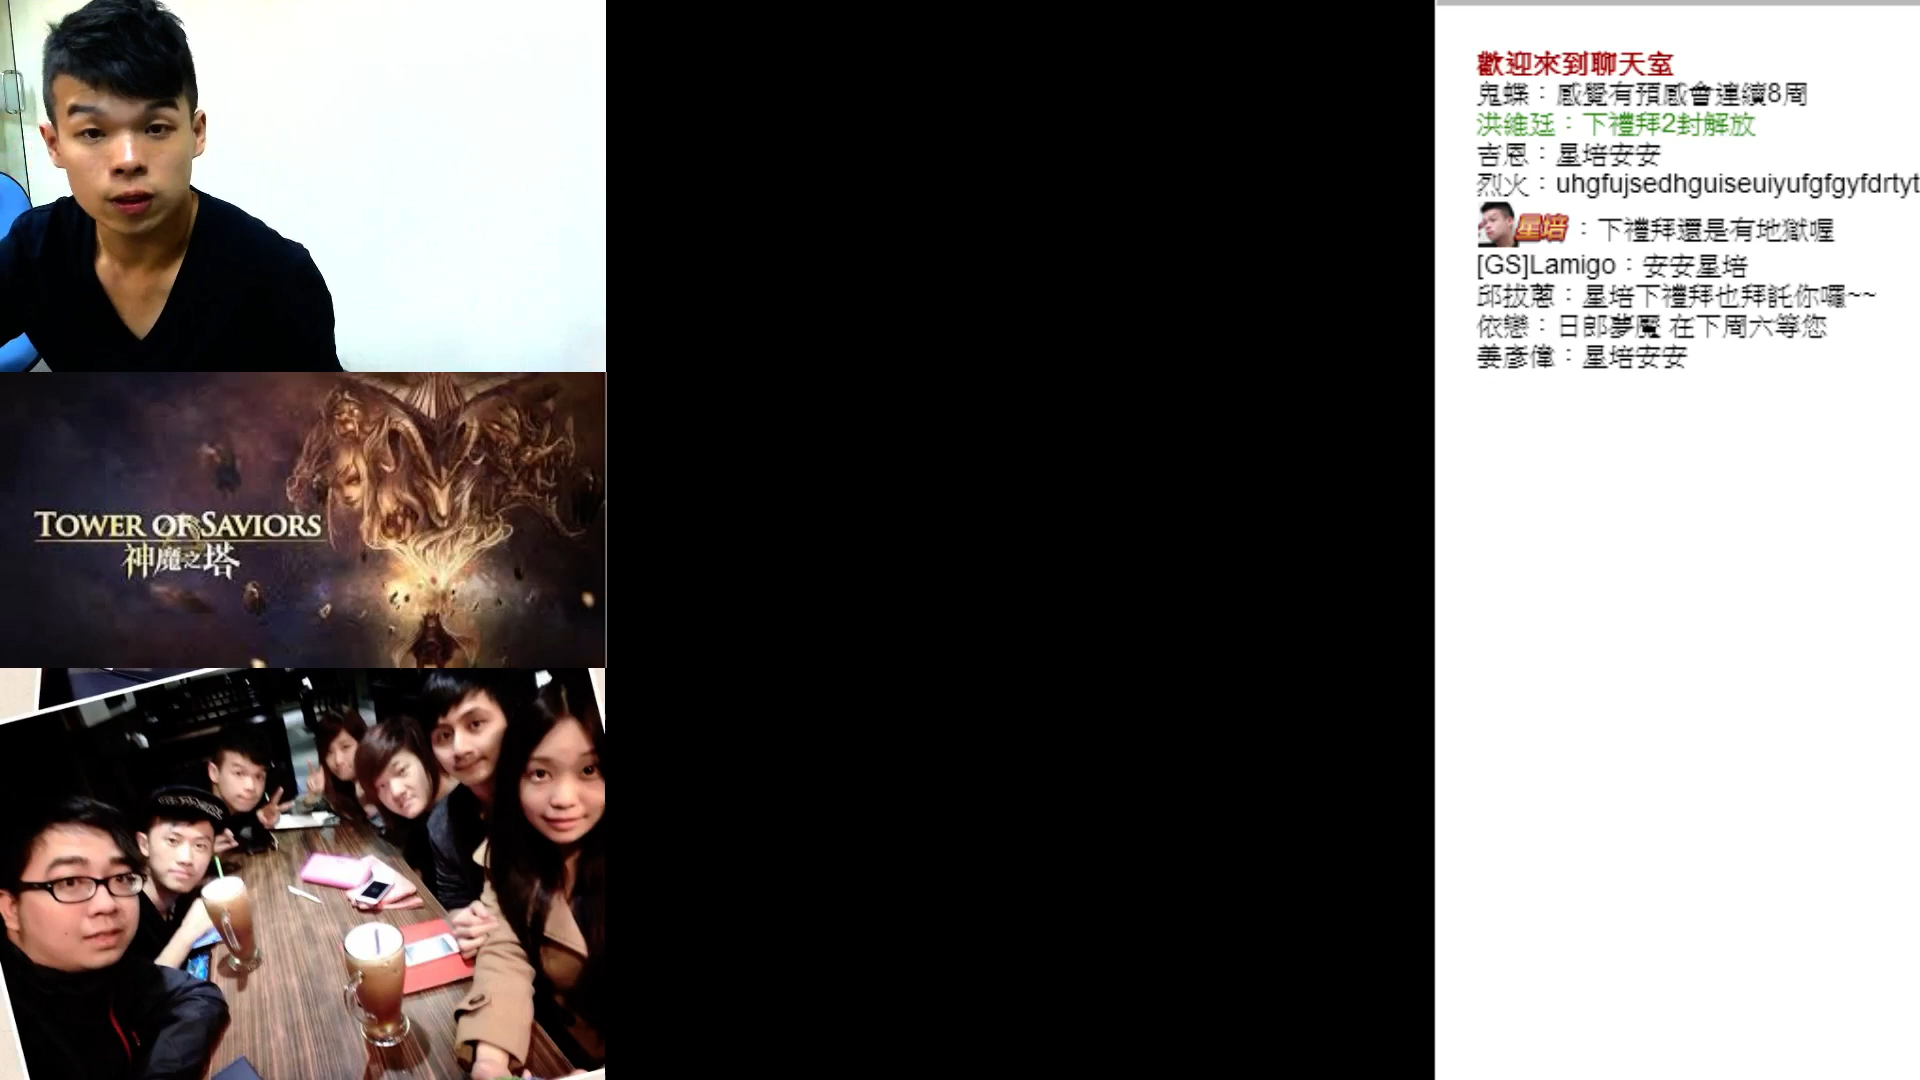 TOWER OF SAVIORS
神魔之塔
歡迎來到聊天室
鬼蝶：感覺有預感會連續8周
洪維廷：下禮拜2封解放
吉恩：星培安安
烈火：uhgfujsedhguiseuiyufgfgyfdrtyt
星培：下禮拜還是有地獄喔
[GS]Lamigo：安安星培
邱拔蔥：星培下禮拜也拜託你囉~~
依戀：日郎夢魘 在下周六等您
姜彥偉：星培安安